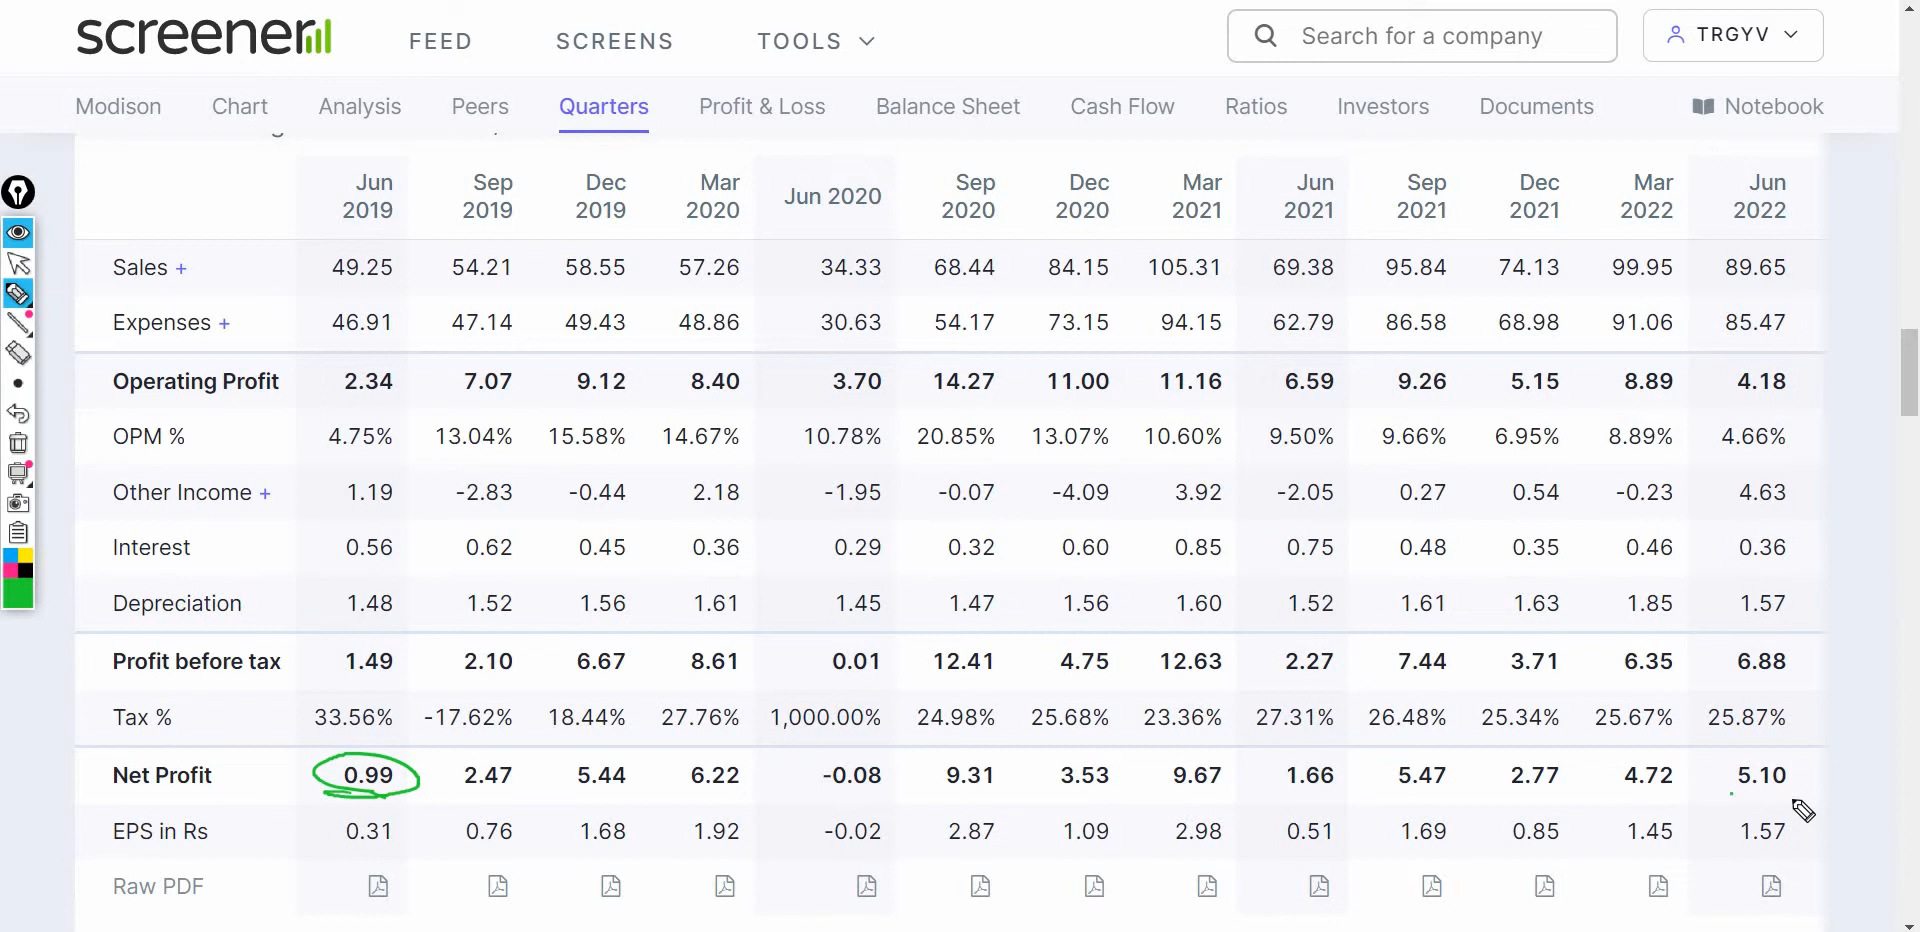 screener
FEED SCREENS TOOLS
Search for a company
TRGYV
Modison Chart Analysis Peers Quarters Profit & Loss Balance Sheet Cash Flow Ratios Investors Documents Notebook
Jun 2019 Sep 2019 Dec 2019 Mar 2020 Jun 2020 Sep 2020 Dec 2020 Mar 2021 Jun 2021 Sep 2021 Dec 2021 Mar 2022 Jun 2022
Sales + 49.25 54.21 58.55 57.26 34.33 68.44 84.15 105.31 69.38 95.84 74.13 99.95 89.65
Expenses + 46.91 47.14 49.43 48.86 30.63 54.17 73.15 94.15 62.79 86.58 68.98 91.06 85.47
Operating Profit 2.34 7.07 9.12 8.40 3.70 14.27 11.00 11.16 6.59 9.26 5.15 8.89 4.18
OPM % 4.75% 13.04% 15.58% 14.67% 10.78% 20.85% 13.07% 10.60% 9.50% 9.66% 6.95% 8.89% 4.66%
Other Income + 1.19 -2.83 -0.44 2.18 -1.95 -0.07 -4.09 3.92 -2.05 0.27 0.54 -0.23 4.63
Interest 0.56 0.62 0.45 0.36 0.29 0.32 0.60 0.85 0.75 0.48 0.35 0.46 0.36
Depreciation 1.48 1.52 1.56 1.61 1.45 1.47 1.56 1.60 1.52 1.61 1.63 1.85 1.57
Profit before tax 1.49 2.10 6.67 8.61 0.01 12.41 4.75 12.63 2.27 7.44 3.71 6.35 6.88
Tax % 33.56% -17.62% 18.44% 27.76% 1,000.00% 24.98% 25.68% 23.36% 27.31% 26.48% 25.34% 25.67% 25.87%
Net Profit 0.99 2.47 5.44 6.22 -0.08 9.31 3.53 9.67 1.66 5.47 2.77 4.72 5.10
EPS in Rs 0.31 0.76 1.68 1.92 -0.02 2.87 1.09 2.98 0.51 1.69 0.85 1.45 1.57
Raw PDF